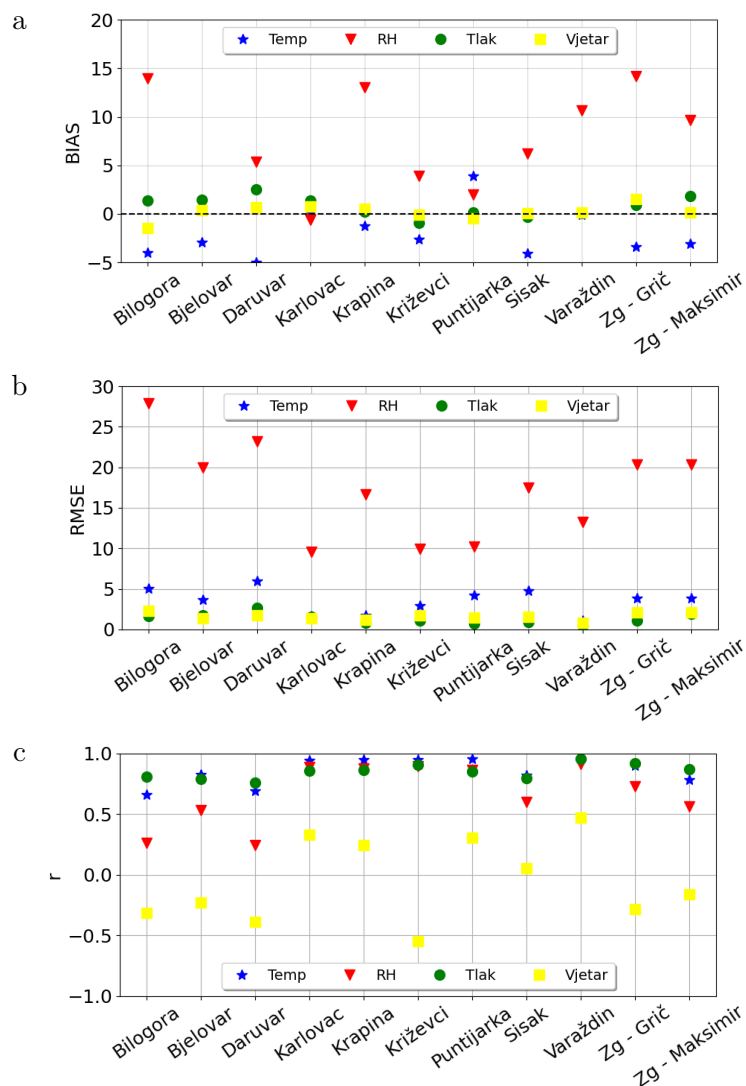 a
20
15
10
5
0
−5
BIAS
Temp RH Tlak Vjetar
Bilogora Bjelovar Daruvar Karlovac Krapina Križevci Puntijarka Sisak Varaždin Zg - Grič Zg - Maksimir
b
30
25
20
15
10
5
0
RMSE
Temp RH Tlak Vjetar
Bilogora Bjelovar Daruvar Karlovac Krapina Križevci Puntijarka Sisak Varaždin Zg - Grič Zg - Maksimir
c
1.0
0.5
0.0
−0.5
−1.0
r
Temp RH Tlak Vjetar
Bilogora Bjelovar Daruvar Karlovac Krapina Križevci Puntijarka Sisak Varaždin Zg - Grič Zg - Maksimir